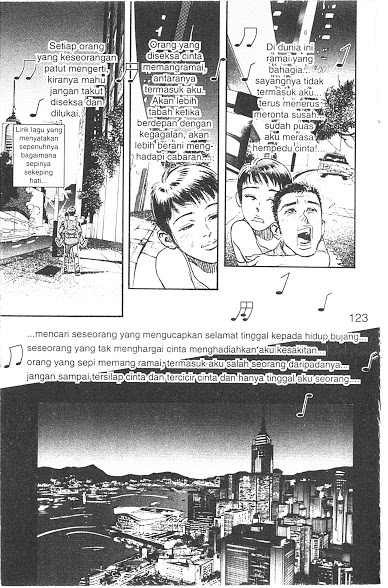 Di dunia ini
ramai yang
bahagia...
sayangnya tidak
termasuk aku...
terus menerus
meronta susah...
sudah puas
aku merasa
hempedu cinta!...
Orang yang
diseksa cinta
memang ramai,
antaranya
termasuk aku.
Akan lebih
tabah ketika
berdepan dengan
kegagalan, akan
lebih berani meng-
hadapi cabaran....
Setiap orang
yang keseorangan
patut mengerti,
kiranya mahu
jangan takut
diseksa dan
dilukai.
Lirik lagu yang
menyatakan
sepenuhnya
bagaimana
sepinya
sekeping
hati...
123
...mencari seseorang yang mengucapkan selamat tinggal kepada hidup bujang...
seseorang yang tak menghargai cinta menghadiahkan aku kesakitan...
orang yang sepi memang ramai, termasuk aku salah seorang daripadanya...
jangan sampai tersilap cinta dan tercicir cinta dan hanya tinggal aku seorang....